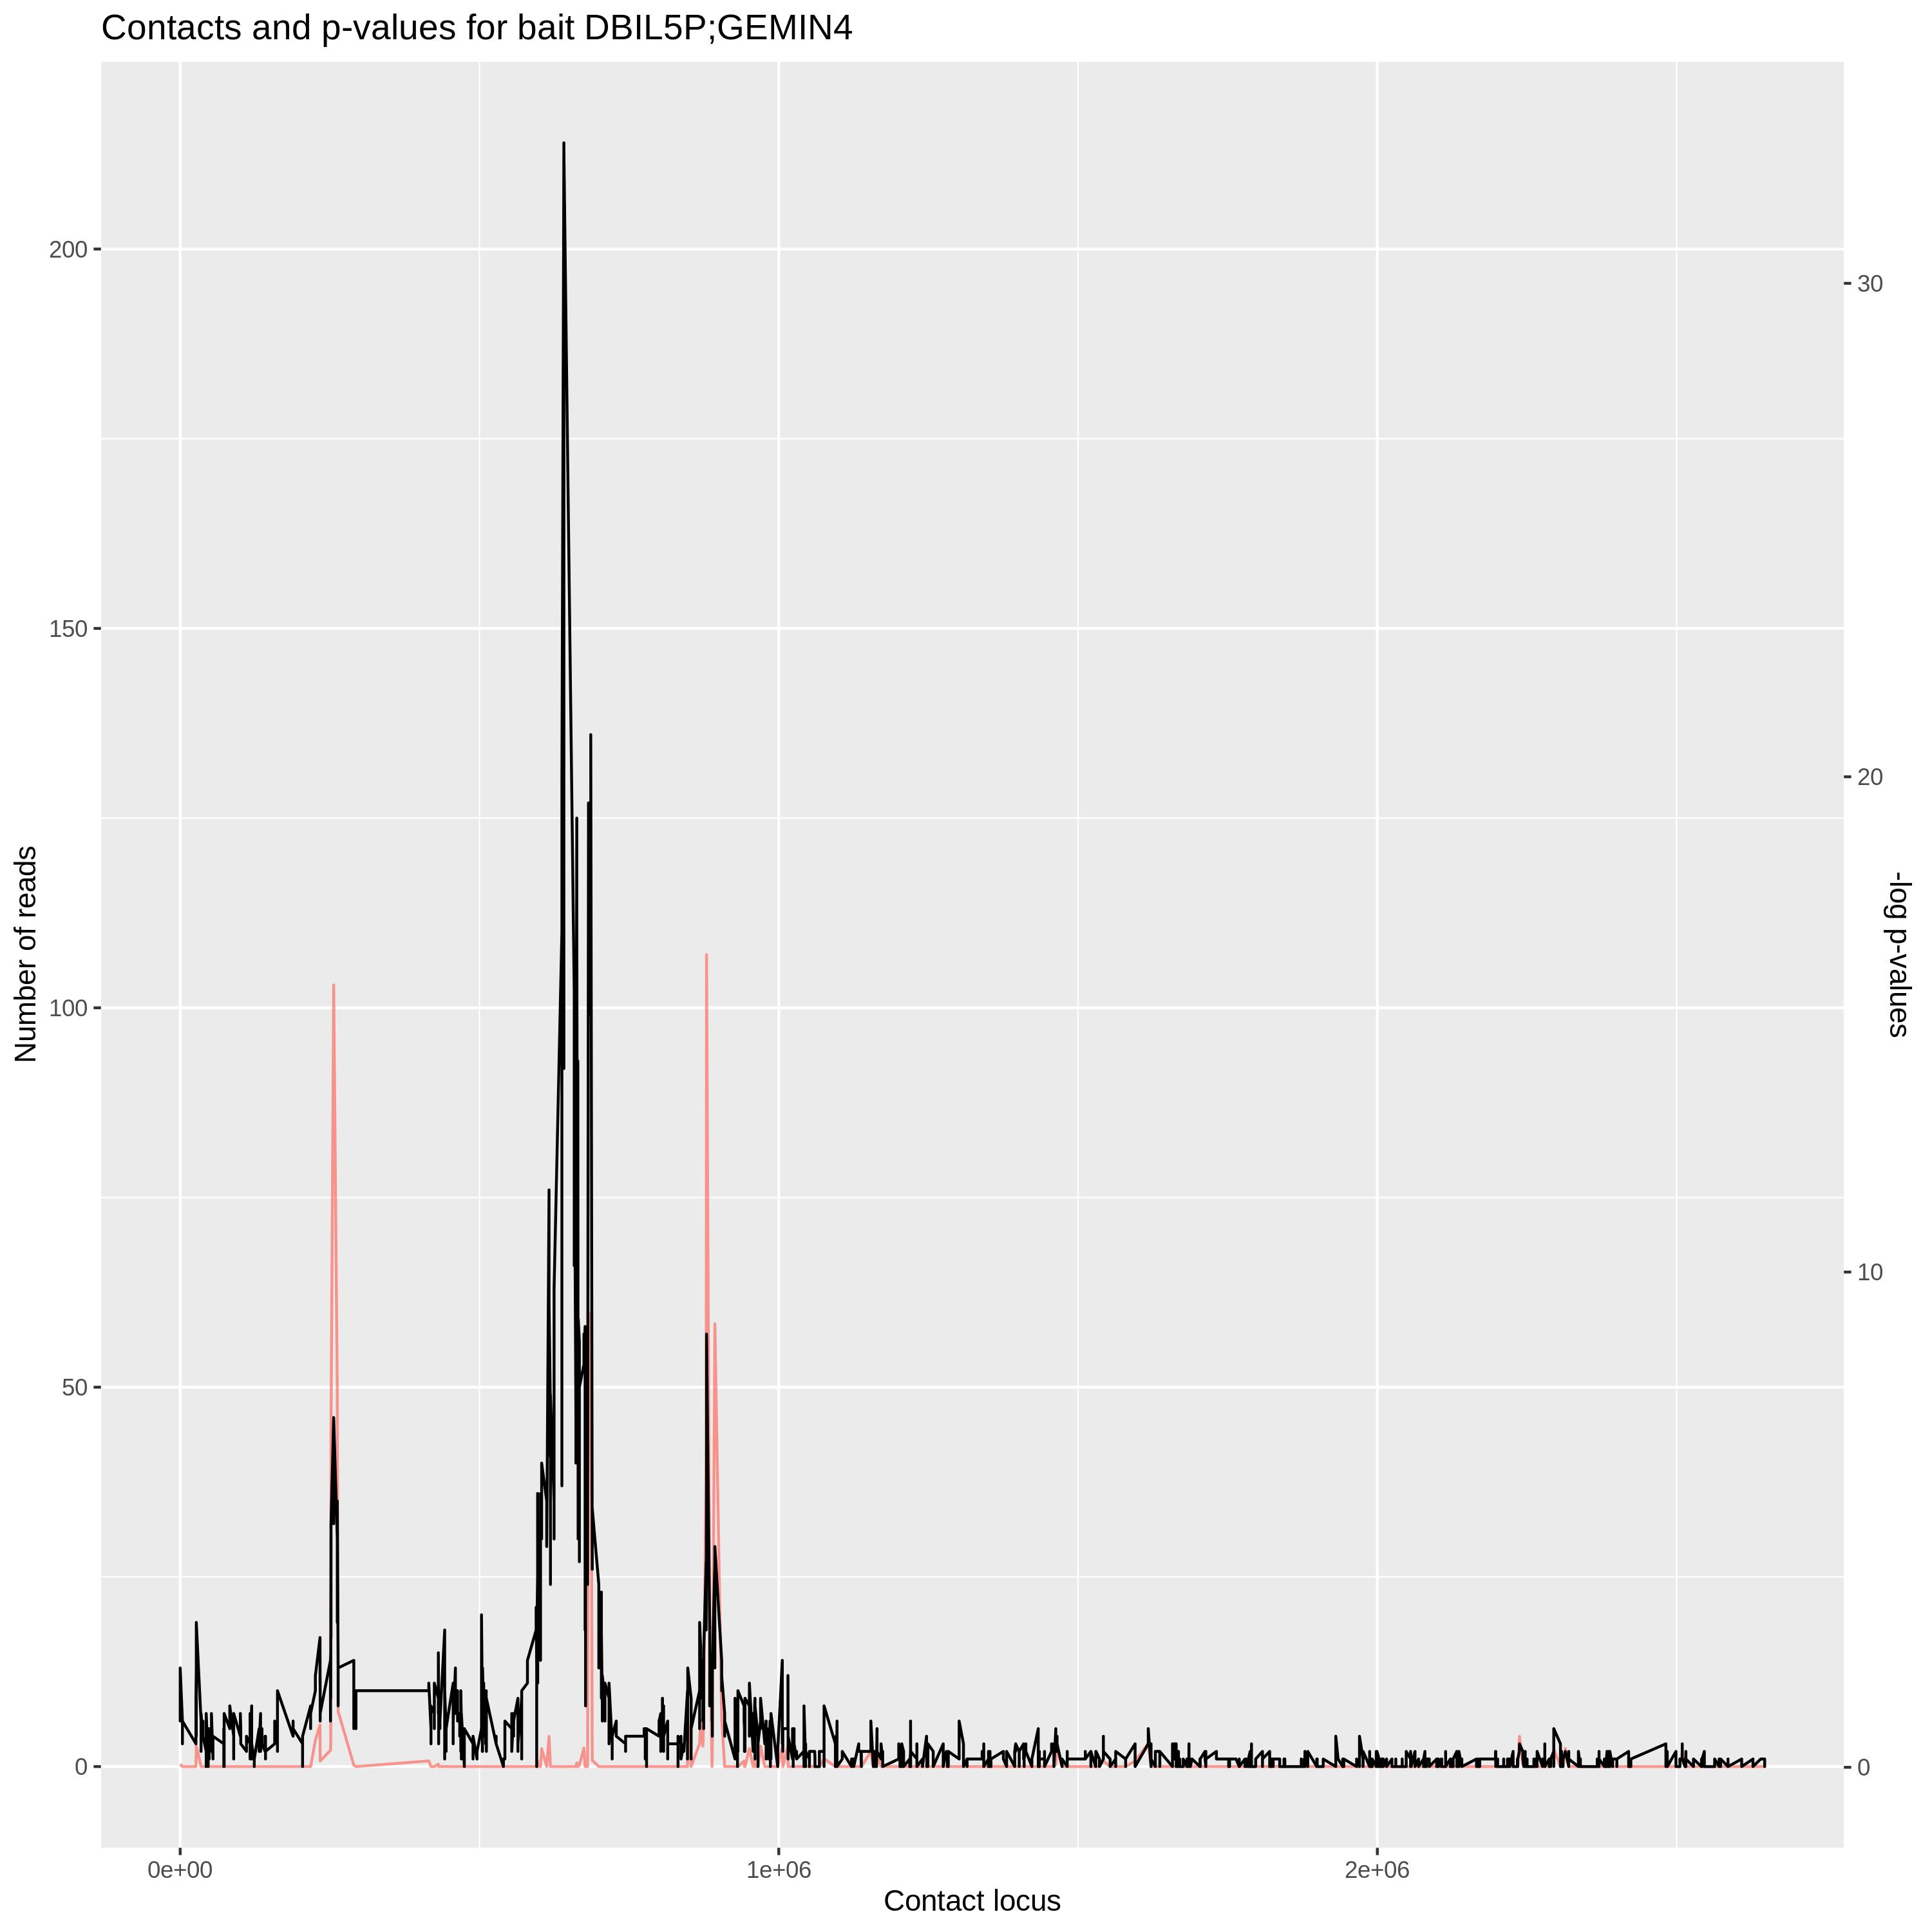 Contacts and p-values for bait DBIL5P;GEMIN4
Number of reads
200
150
100
50
0
30
20
10
0
-log p-values
0e+00
1e+06
2e+06
Contact locus